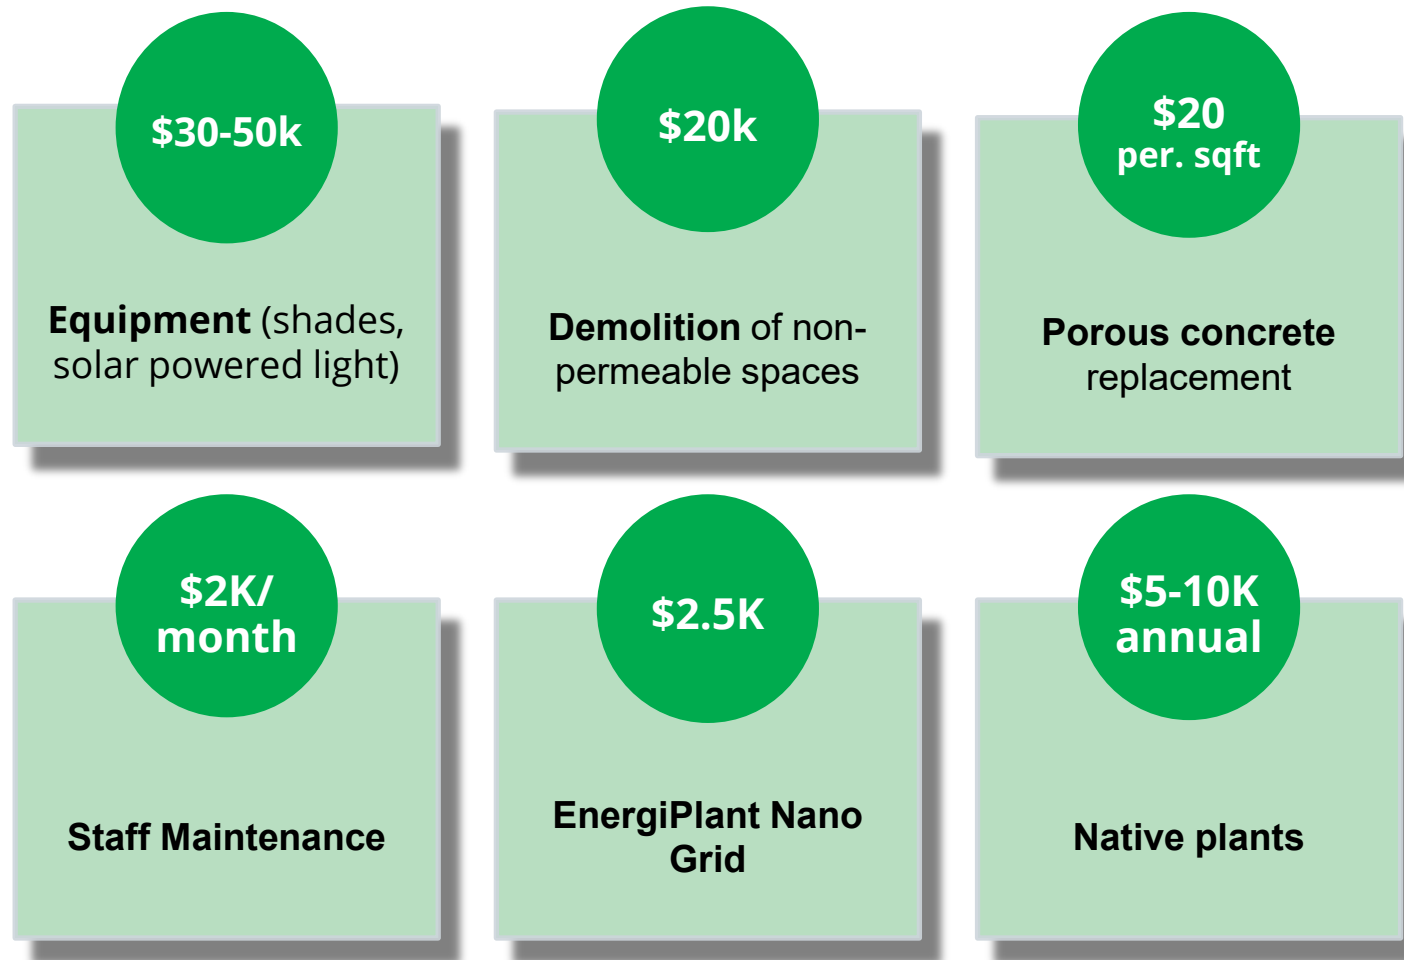 $30-50k
Equipment (shades,
solar powered light)
$20k
Demolition of non-
permeable spaces
$20
per. sqft
Porous concrete
replacement
$2K/
month
Staff Maintenance
$2.5K
EnergiPlant Nano
Grid
$5-10K
annual
Native plants